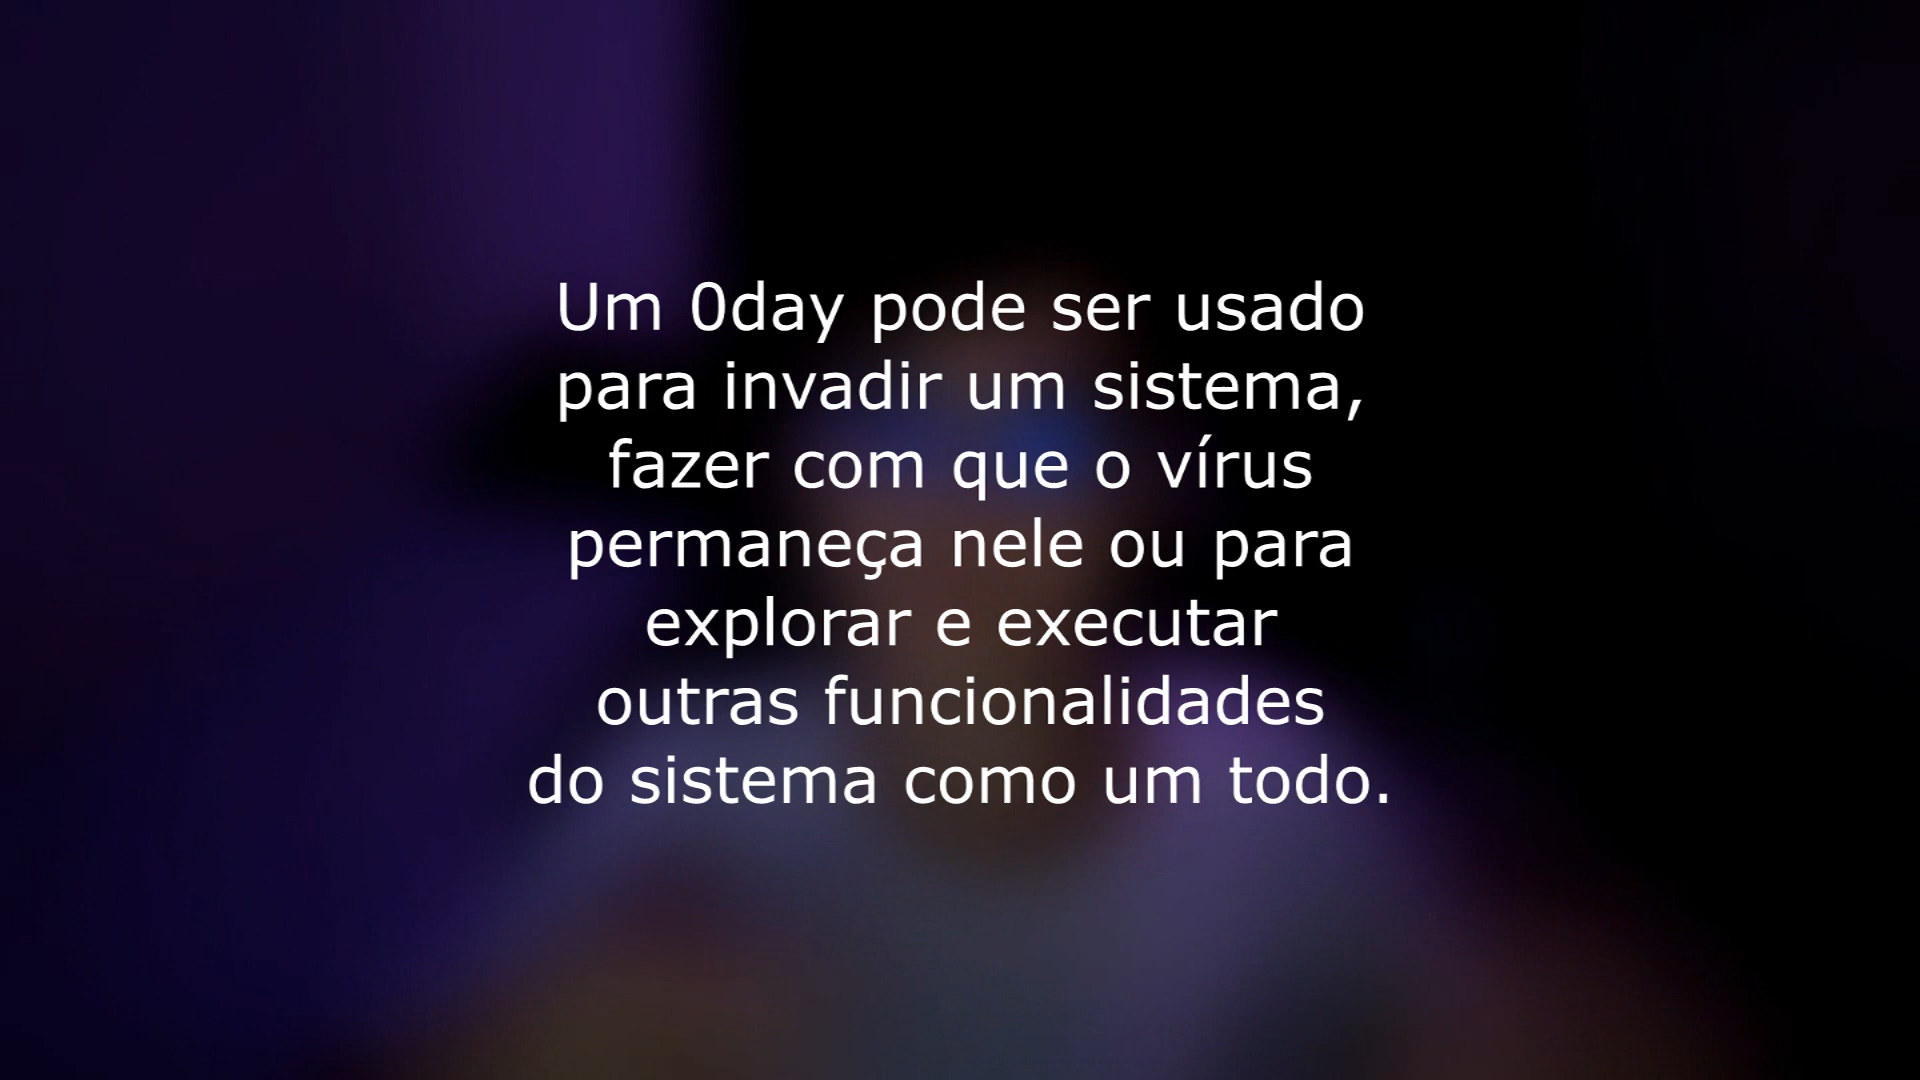 Um 0day pode ser usado
para invadir um sistema,
fazer com que o vírus
permaneça nele ou para
explorar e executar
outras funcionalidades
do sistema como um todo.